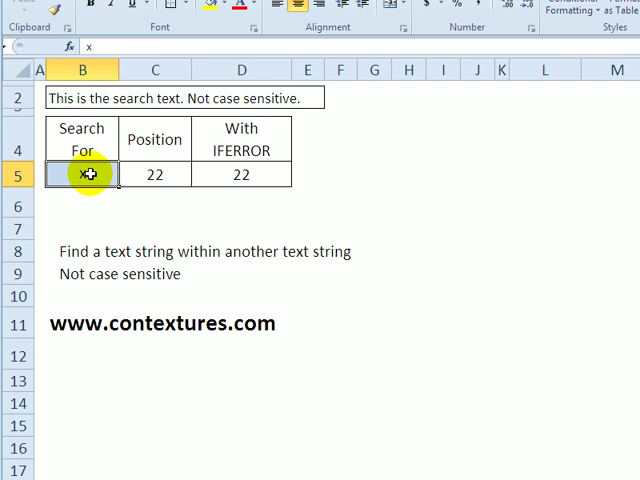 Clipboard Font Alignment Number Styles
Formatting as Table
fx x
A B C D E F G H I J K L M
2 This is the search text. Not case sensitive.
4 Search For Position With IFERROR
5 x 22 22
6
7
8 Find a text string within another text string
9 Not case sensitive
10
11 www.contextures.com
12
13
14
15
16
17